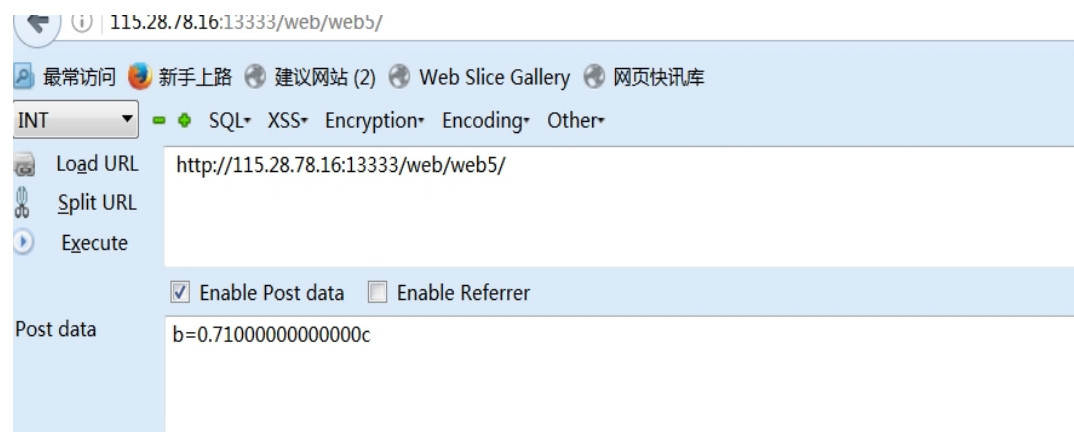 115.28.78.16:13333/web/web5/
最常访问 新手上路 建议网站 (2) Web Slice Gallery 网页快讯库
INT SQL XSS Encryption Encoding Other
Load URL http://115.28.78.16:13333/web/web5/
Split URL
Execute
Enable Post data Enable Referrer
Post data b=0.71000000000000c